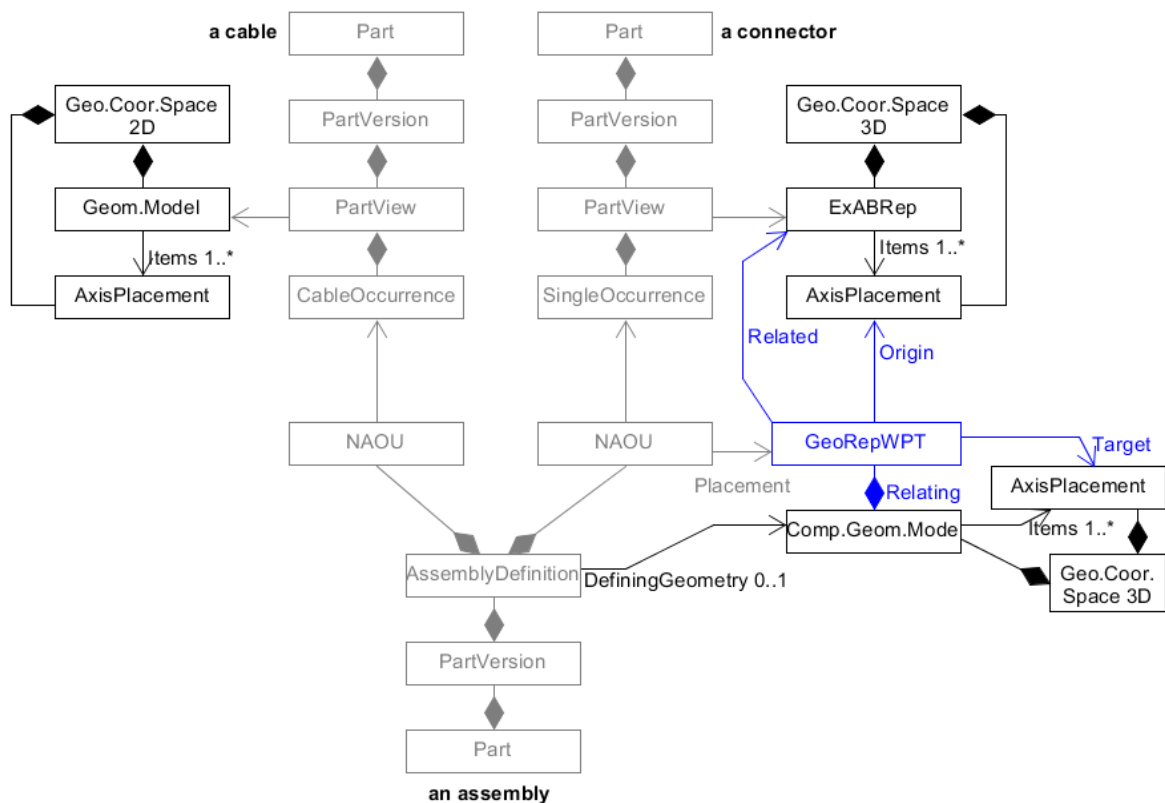 a cable
Part
Part
a connector
Geo.Coor.Space
2D
PartVersion
PartVersion
Geo.Coor.Space
3D
Geom.Model
PartView
PartView
ExABRep
Items 1..*
Items 1..*
AxisPlacement
CableOccurrence
SingleOccurrence
AxisPlacement
Related
Origin
NAOU
NAOU
GeoRepWPT
Target
Placement
Relating
AxisPlacement
Comp.Geom.Mode
Items 1..*
AssemblyDefinition
DefiningGeometry 0..1
Geo.Coor.
Space 3D
PartVersion
Part
an assembly